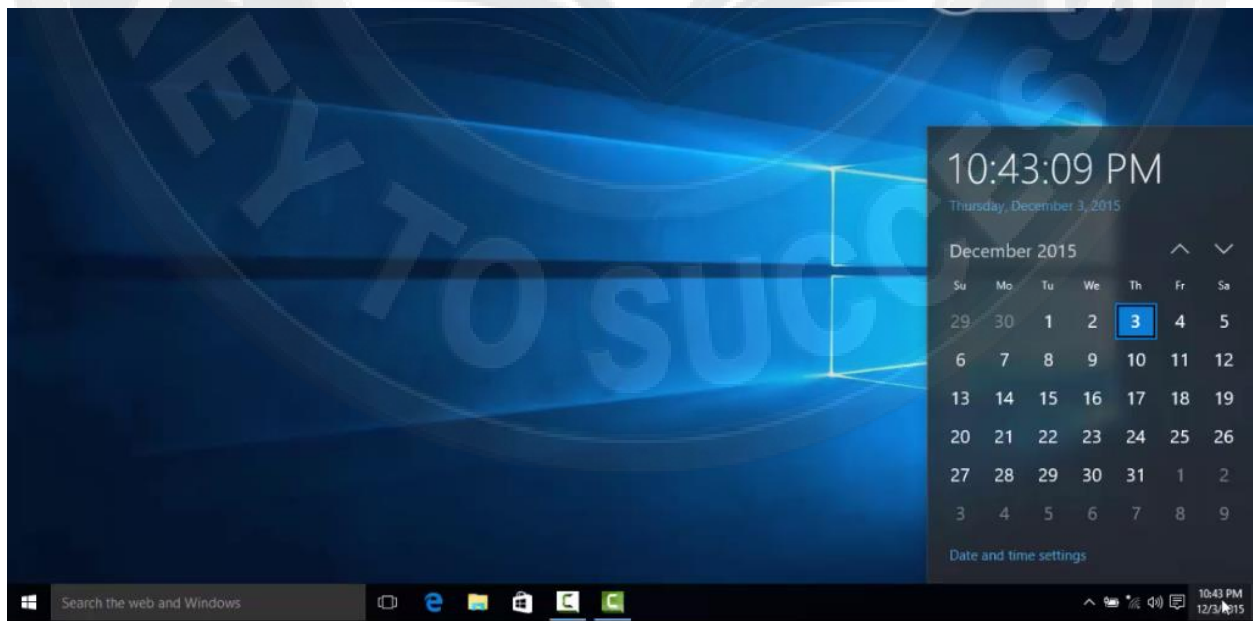 KEY TO SUCCESS
10:43:09 PM
Thursday, December 3, 2015
December 2015
Su Mo Tu We Th Fr Sa
29 30 1 2 3 4 5
6 7 8 9 10 11 12
13 14 15 16 17 18 19
20 21 22 23 24 25 26
27 28 29 30 31 1 2
3 4 5 6 7 8 9
Date and time settings
Search the web and Windows
10:43 PM